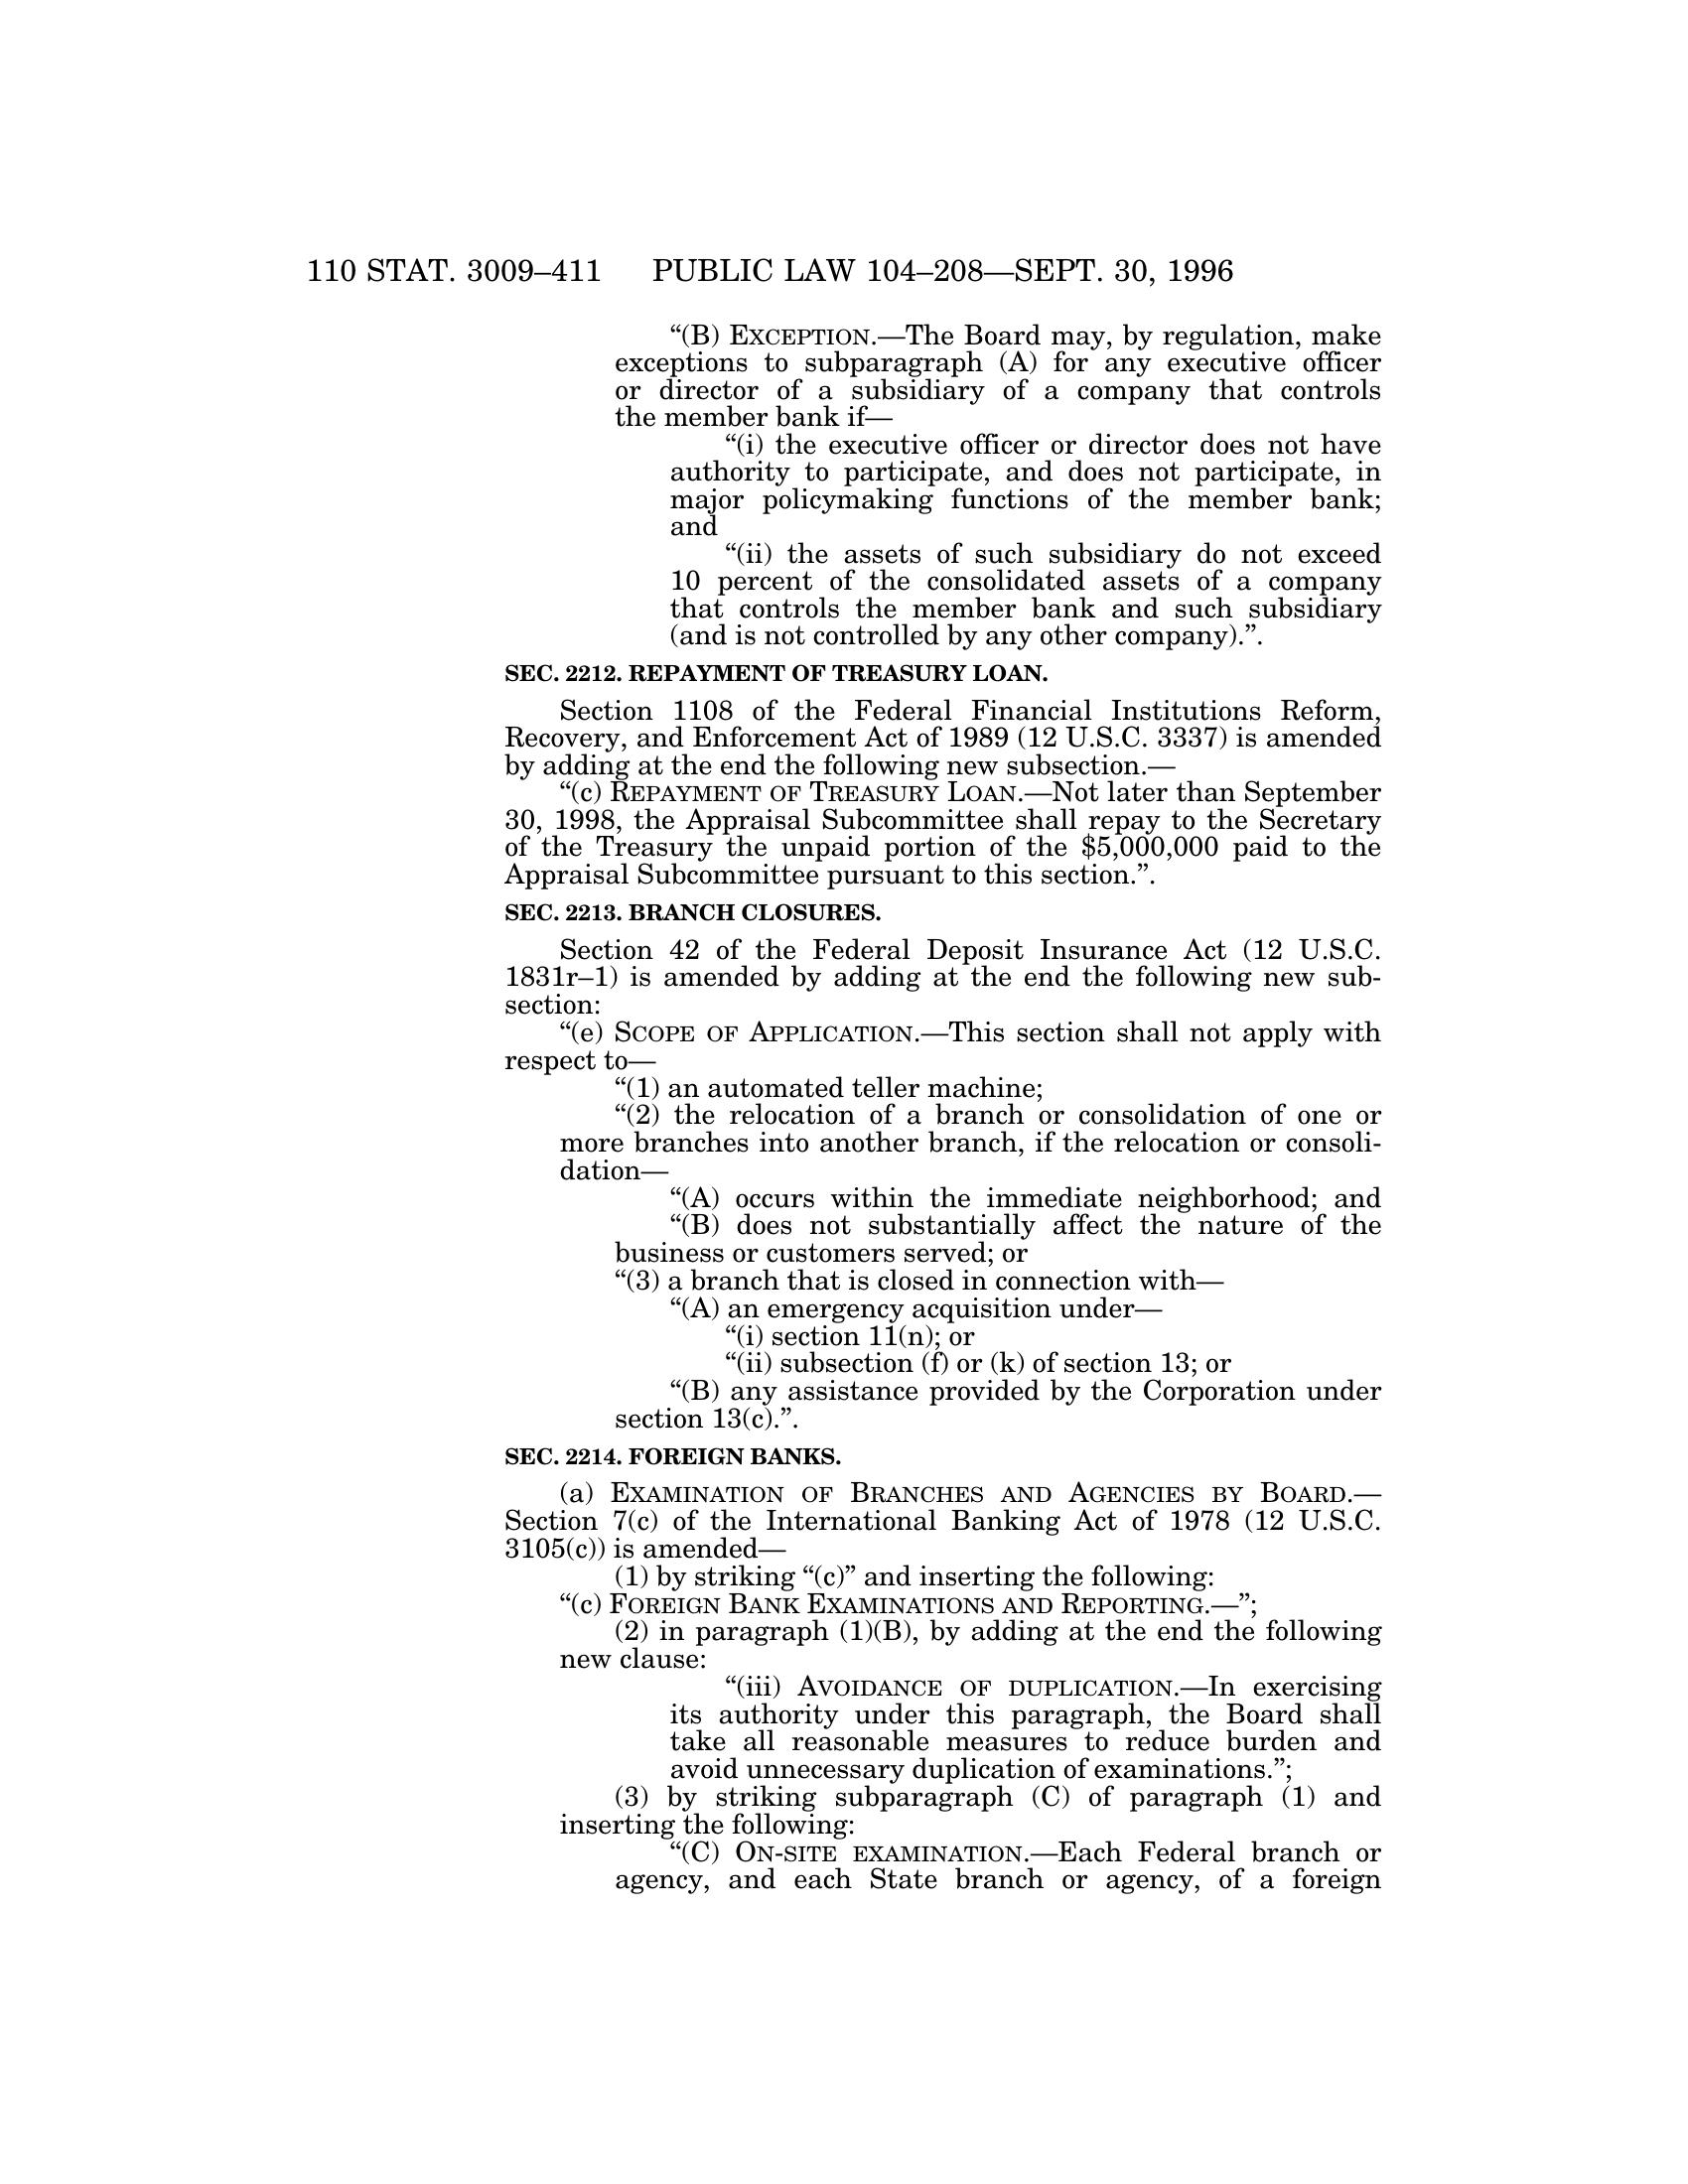 110 STAT. 3009–411 PUBLIC LAW 104–208—SEPT. 30, 1996
“(B) EXCEPTION.—The Board may, by regulation, make
exceptions to subparagraph (A) for any executive officer
or director of a subsidiary of a company that controls
the member bank if—
“(i) the executive officer or director does not have
authority to participate, and does not participate, in
major policymaking functions of the member bank;
and
“(ii) the assets of such subsidiary do not exceed
10 percent of the consolidated assets of a company
that controls the member bank and such subsidiary
(and is not controlled by any other company).”.
SEC. 2212. REPAYMENT OF TREASURY LOAN.
Section 1108 of the Federal Financial Institutions Reform,
Recovery, and Enforcement Act of 1989 (12 U.S.C. 3337) is amended
by adding at the end the following new subsection.—
“(c) REPAYMENT OF TREASURY LOAN.—Not later than September
30, 1998, the Appraisal Subcommittee shall repay to the Secretary
of the Treasury the unpaid portion of the $5,000,000 paid to the
Appraisal Subcommittee pursuant to this section.”.
SEC. 2213. BRANCH CLOSURES.
Section 42 of the Federal Deposit Insurance Act (12 U.S.C.
1831r–1) is amended by adding at the end the following new sub-
section:
“(e) SCOPE OF APPLICATION.—This section shall not apply with
respect to—
“(1) an automated teller machine;
“(2) the relocation of a branch or consolidation of one or
more branches into another branch, if the relocation or consoli-
dation—
“(A) occurs within the immediate neighborhood; and
“(B) does not substantially affect the nature of the
business or customers served; or
“(3) a branch that is closed in connection with—
“(A) an emergency acquisition under—
“(i) section 11(n); or
“(ii) subsection (f) or (k) of section 13; or
“(B) any assistance provided by the Corporation under
section 13(c).”.
SEC. 2214. FOREIGN BANKS.
(a) EXAMINATION OF BRANCHES AND AGENCIES BY BOARD.—
Section 7(c) of the International Banking Act of 1978 (12 U.S.C.
3105(c)) is amended—
(1) by striking “(c)” and inserting the following:
“(c) FOREIGN BANK EXAMINATIONS AND REPORTING.—”;
(2) in paragraph (1)(B), by adding at the end the following
new clause:
“(iii) AVOIDANCE OF DUPLICATION.—In exercising
its authority under this paragraph, the Board shall
take all reasonable measures to reduce burden and
avoid unnecessary duplication of examinations.”;
(3) by striking subparagraph (C) of paragraph (1) and
inserting the following:
“(C) ON-SITE EXAMINATION.—Each Federal branch or
agency, and each State branch or agency, of a foreign